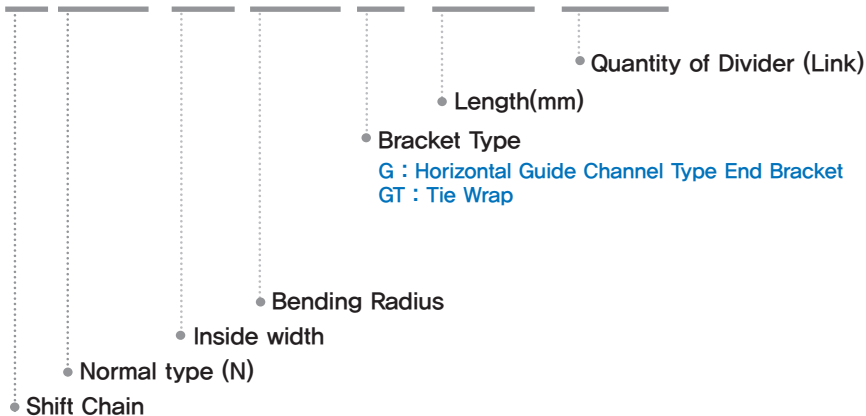 Quantity of Divider (Link)
Length(mm)
Bracket Type
G : Horizontal Guide Channel Type End Bracket
GT : Tie Wrap
Bending Radius
Inside width
Normal type (N)
Shift Chain